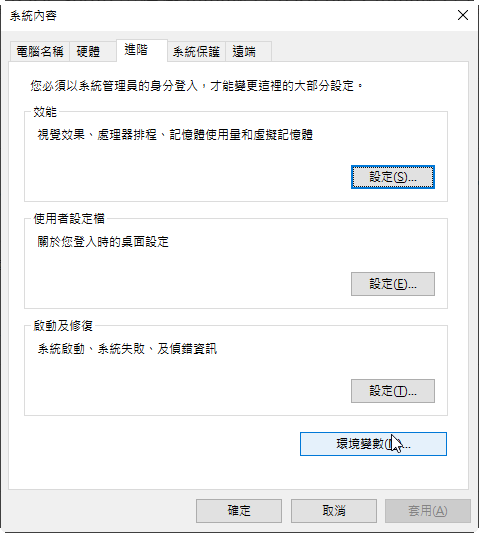 系統內容
電腦名稱 硬體 進階 系統保護 遠端
您必須以系統管理員的身分登入，才能變更這裡的大部分設定。
效能
視覺效果、處理器排程、記憶體使用量和虛擬記憶體
設定(S)...
使用者設定檔
關於您登入時的桌面設定
設定(E)...
啟動及修復
系統啟動、系統失敗、及偵錯資訊
設定(T)...
環境變數(...
確定 取消 套用(A)